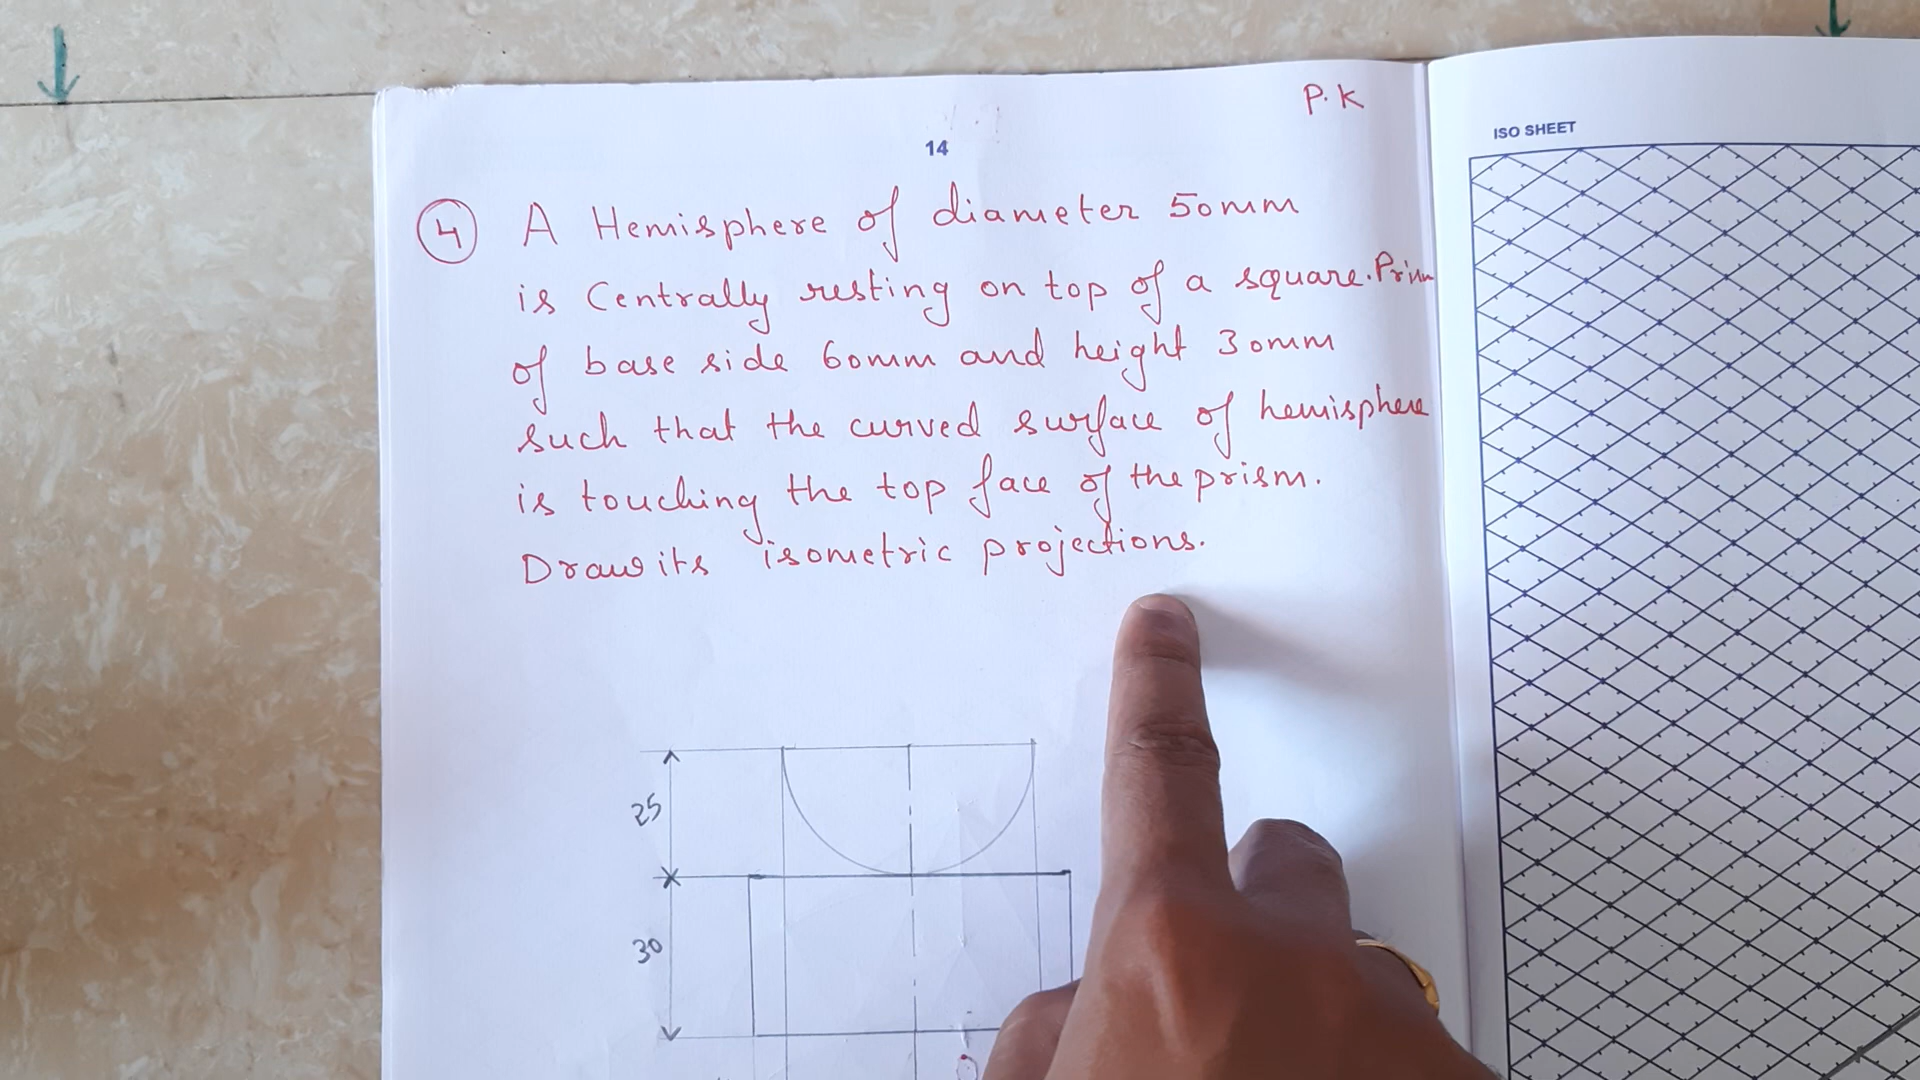 P.K
ISO SHEET
14
4 A Hemisphere of diameter 50mm
is Centrally resting on top of a square. Prism
of base side 60mm and height 30mm
such that the curved surface of hemisphere
is touching the top face of the prism.
Draw its isometric projections.
25
30